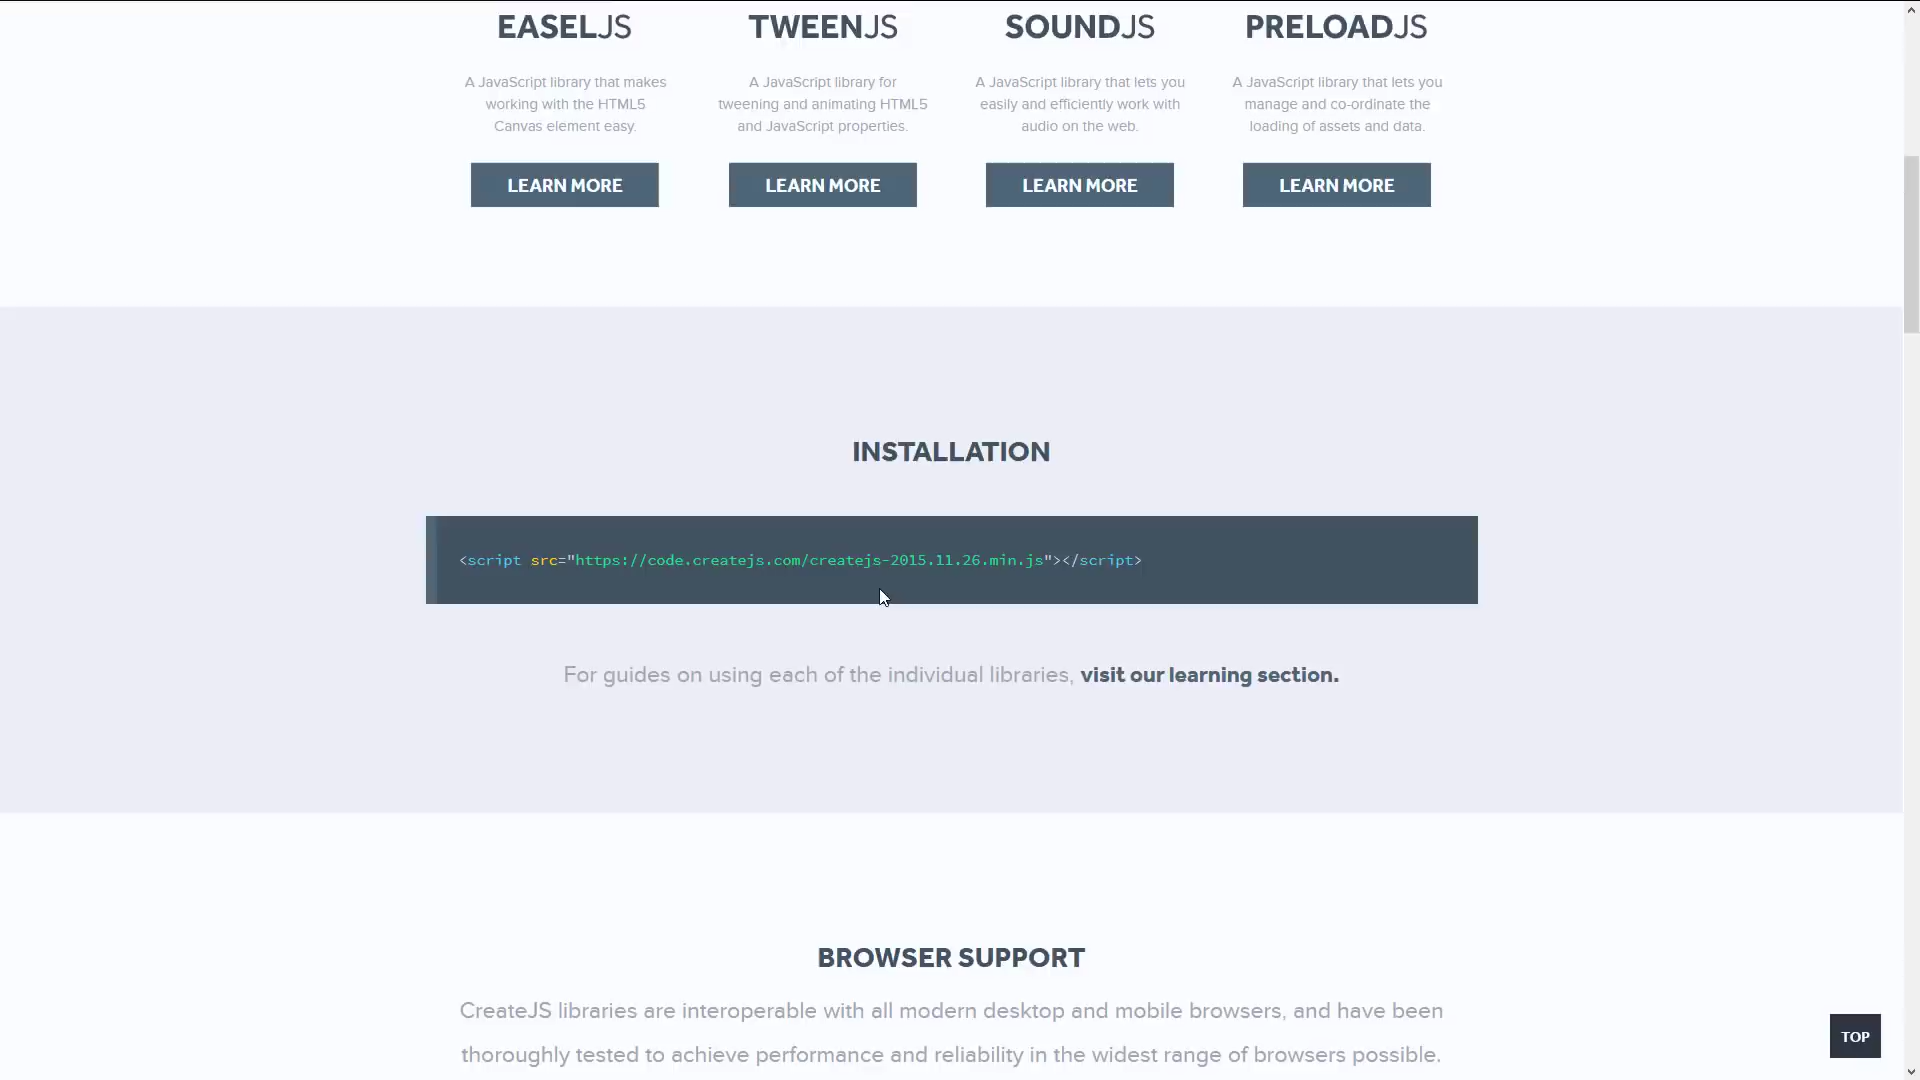 EASELJS TWEENJS SOUNDJS PRELOADJS
A JavaScript library that makes
working with the HTML5
Canvas element easy.
A JavaScript library for
tweening and animating HTML5
and JavaScript properties.
A JavaScript library that lets you
easily and efficiently work with
audio on the web.
A JavaScript library that lets you
manage and co-ordinate the
loading of assets and data.
LEARN MORE LEARN MORE LEARN MORE LEARN MORE
INSTALLATION
<script src="https://code.createjs.com/createjs-2015.11.26.min.js"></script>
For guides on using each of the individual libraries, visit our learning section.
BROWSER SUPPORT
CreateJS libraries are interoperable with all modern desktop and mobile browsers, and have been
thoroughly tested to achieve performance and reliability in the widest range of browsers possible.
TOP